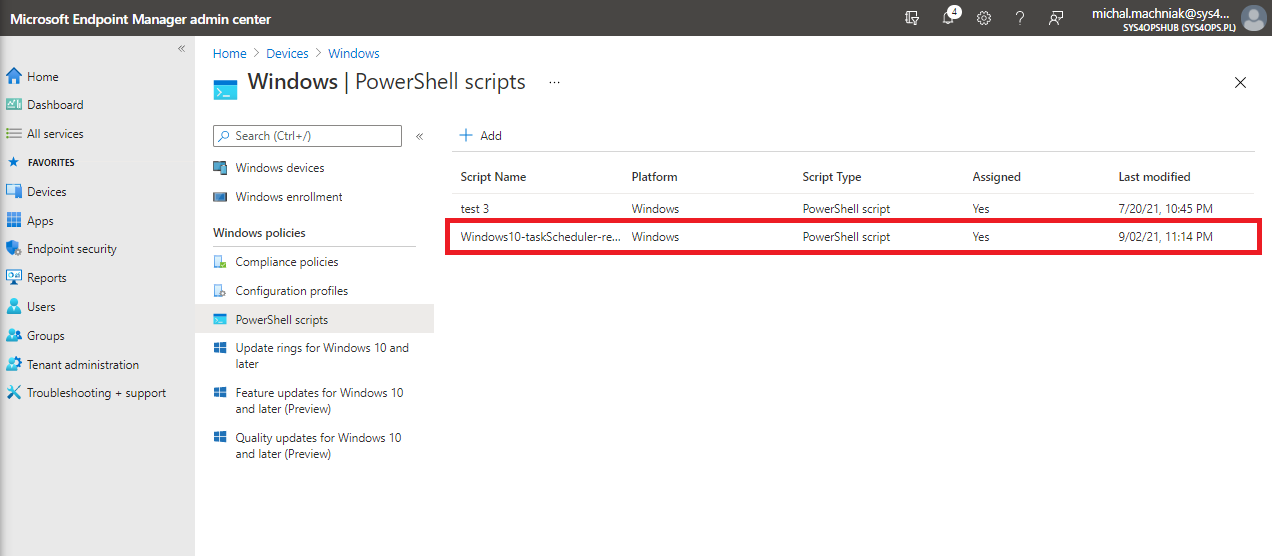 Microsoft Endpoint Manager admin center
4
michal.machniak@sys4...
SYS4OPSHUB (SYS4OPS.PL)
«
Home
Dashboard
All services
FAVORITES
Devices
Apps
Endpoint security
Reports
Users
Groups
Tenant administration
Troubleshooting + support
Home > Devices > Windows
Windows | PowerShell scripts ...
Search (Ctrl+/)
«
Windows devices
Windows enrollment
Windows policies
Compliance policies
Configuration profiles
PowerShell scripts
Update rings for Windows 10 and
later
Feature updates for Windows 10
and later (Preview)
Quality updates for Windows 10
and later (Preview)
+ Add
Script Name Platform Script Type Assigned Last modified
test 3 Windows PowerShell script Yes 7/20/21, 10:45 PM
Windows10-taskScheduler-re... Windows PowerShell script Yes 9/02/21, 11:14 PM